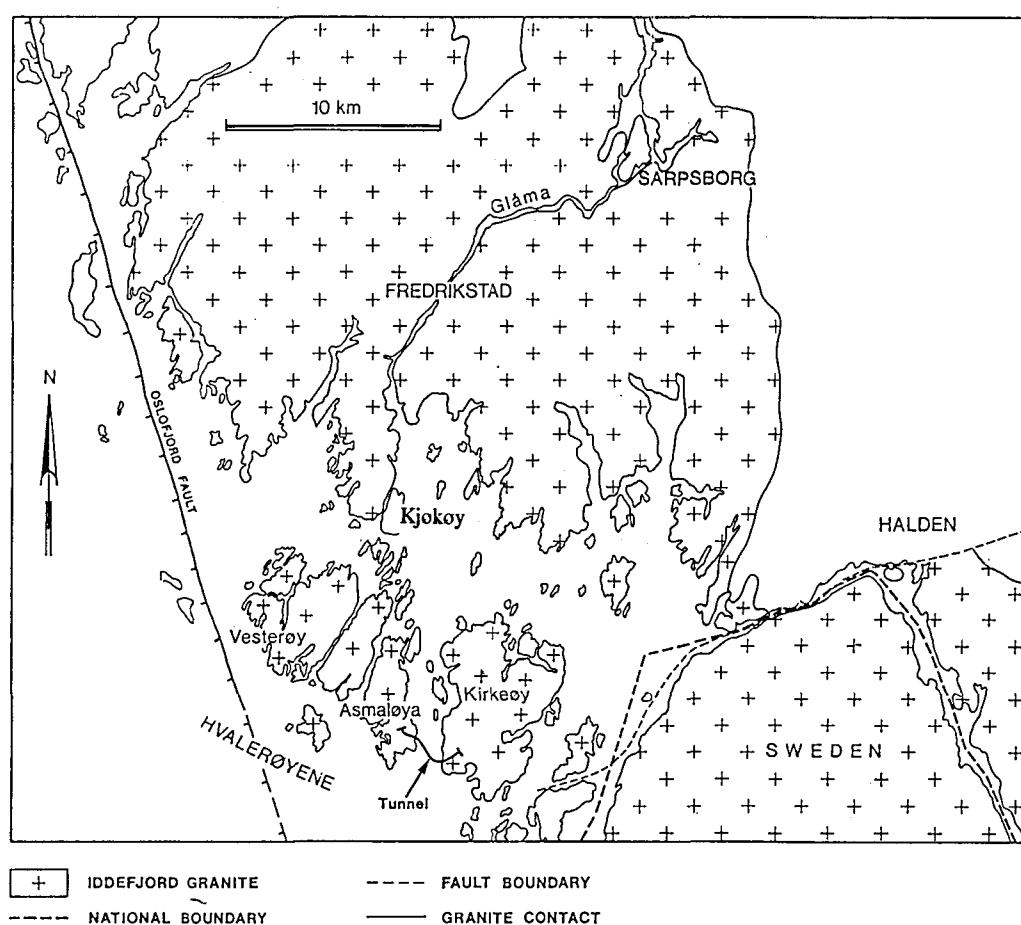 10 km
SARPSBORG
Glåma
FREDRIKSTAD
N
OSLOFJORD FAULT
Kjøkøy
HALDEN
Vesterøy
Kirkeøy
Asmaløya
HVALERØYENE
SWEDEN
Tunnel
IDDEFJORD GRANITE
FAULT BOUNDARY
NATIONAL BOUNDARY
GRANITE CONTACT